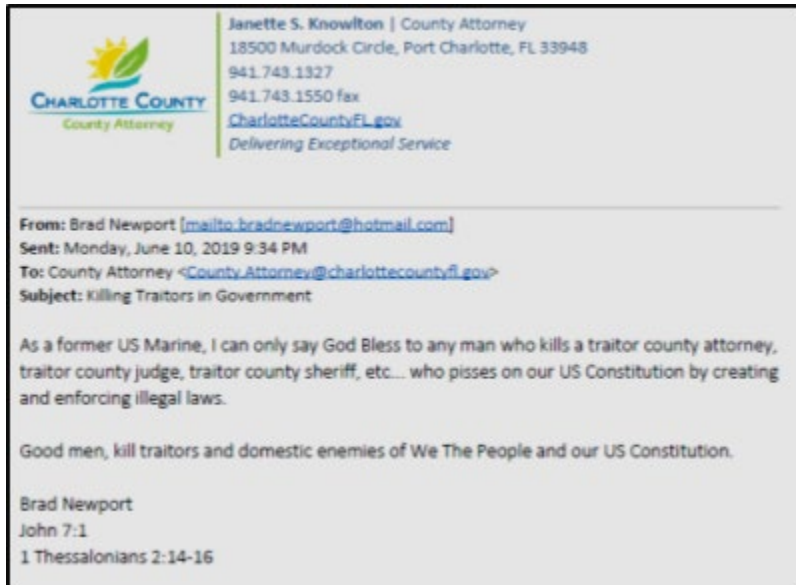 CHARLOTTE COUNTY
County Attorney
Janette S. Knowlton | County Attorney
18500 Murdock Circle, Port Charlotte, FL 33948
941.743.1327
941.743.1550 fax
CharlotteCountyFL.gov
Delivering Exceptional Service
From: Brad Newport [mailto:bradnewport@hotmail.com]
Sent: Monday, June 10, 2019 9:34 PM
To: County Attorney <County.Attorney@charlottecountyfl.gov>
Subject: Killing Traitors in Government
As a former US Marine, I can only say God Bless to any man who kills a traitor county attorney,
traitor county judge, traitor county sheriff, etc... who pisses on our US Constitution by creating
and enforcing illegal laws.
Good men, kill traitors and domestic enemies of We The People and our US Constitution.
Brad Newport
John 7:1
1 Thessalonians 2:14-16